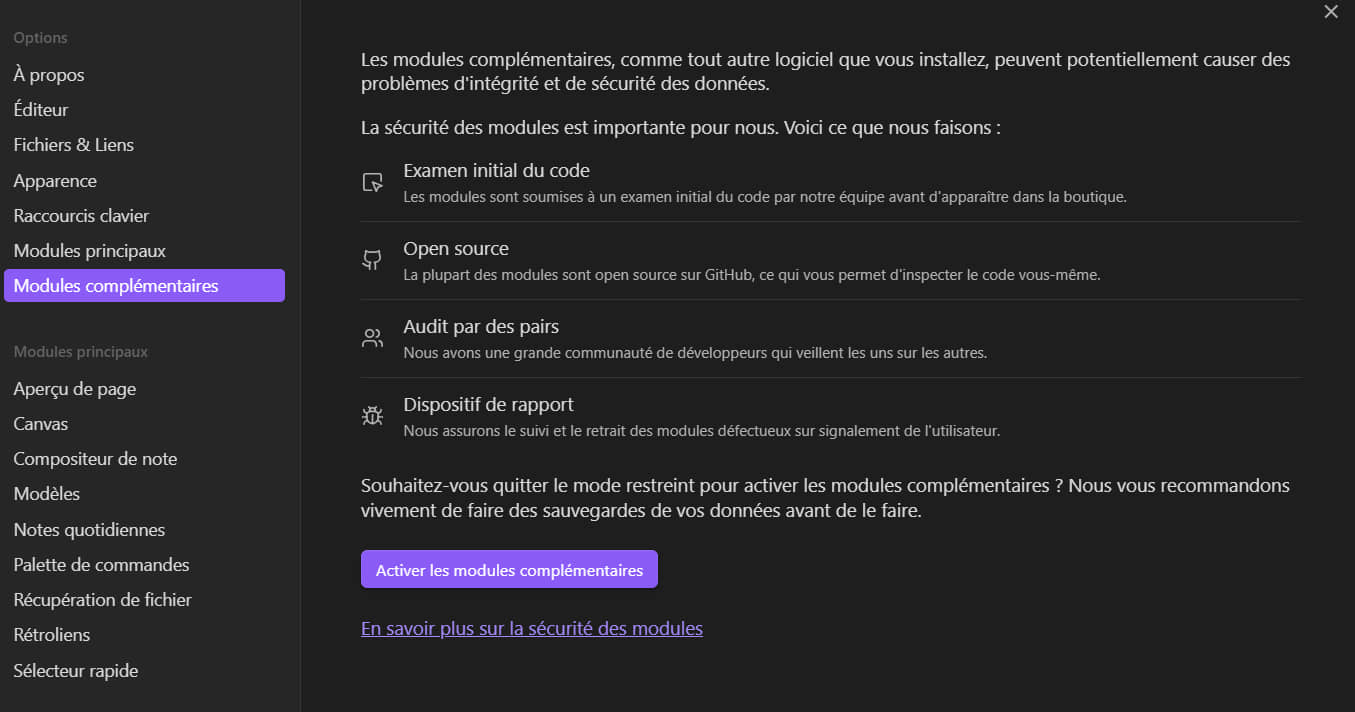 Options
À propos
Éditeur
Fichiers & Liens
Apparence
Raccourcis clavier
Modules principaux
Modules complémentaires
Modules principaux
Aperçu de page
Canvas
Compositeur de note
Modèles
Notes quotidiennes
Palette de commandes
Récupération de fichier
Rétroliens
Sélecteur rapide
Les modules complémentaires, comme tout autre logiciel que vous installez, peuvent potentiellement causer des
problèmes d'intégrité et de sécurité des données.
La sécurité des modules est importante pour nous. Voici ce que nous faisons :
Examen initial du code
Les modules sont soumises à un examen initial du code par notre équipe avant d'apparaître dans la boutique.
Open source
La plupart des modules sont open source sur GitHub, ce qui vous permet d'inspecter le code vous-même.
Audit par des pairs
Nous avons une grande communauté de développeurs qui veillent les uns sur les autres.
Dispositif de rapport
Nous assurons le suivi et le retrait des modules défectueux sur signalement de l'utilisateur.
Souhaitez-vous quitter le mode restreint pour activer les modules complémentaires ? Nous vous recommandons
vivement de faire des sauvegardes de vos données avant de le faire.
Activer les modules complémentaires
En savoir plus sur la sécurité des modules